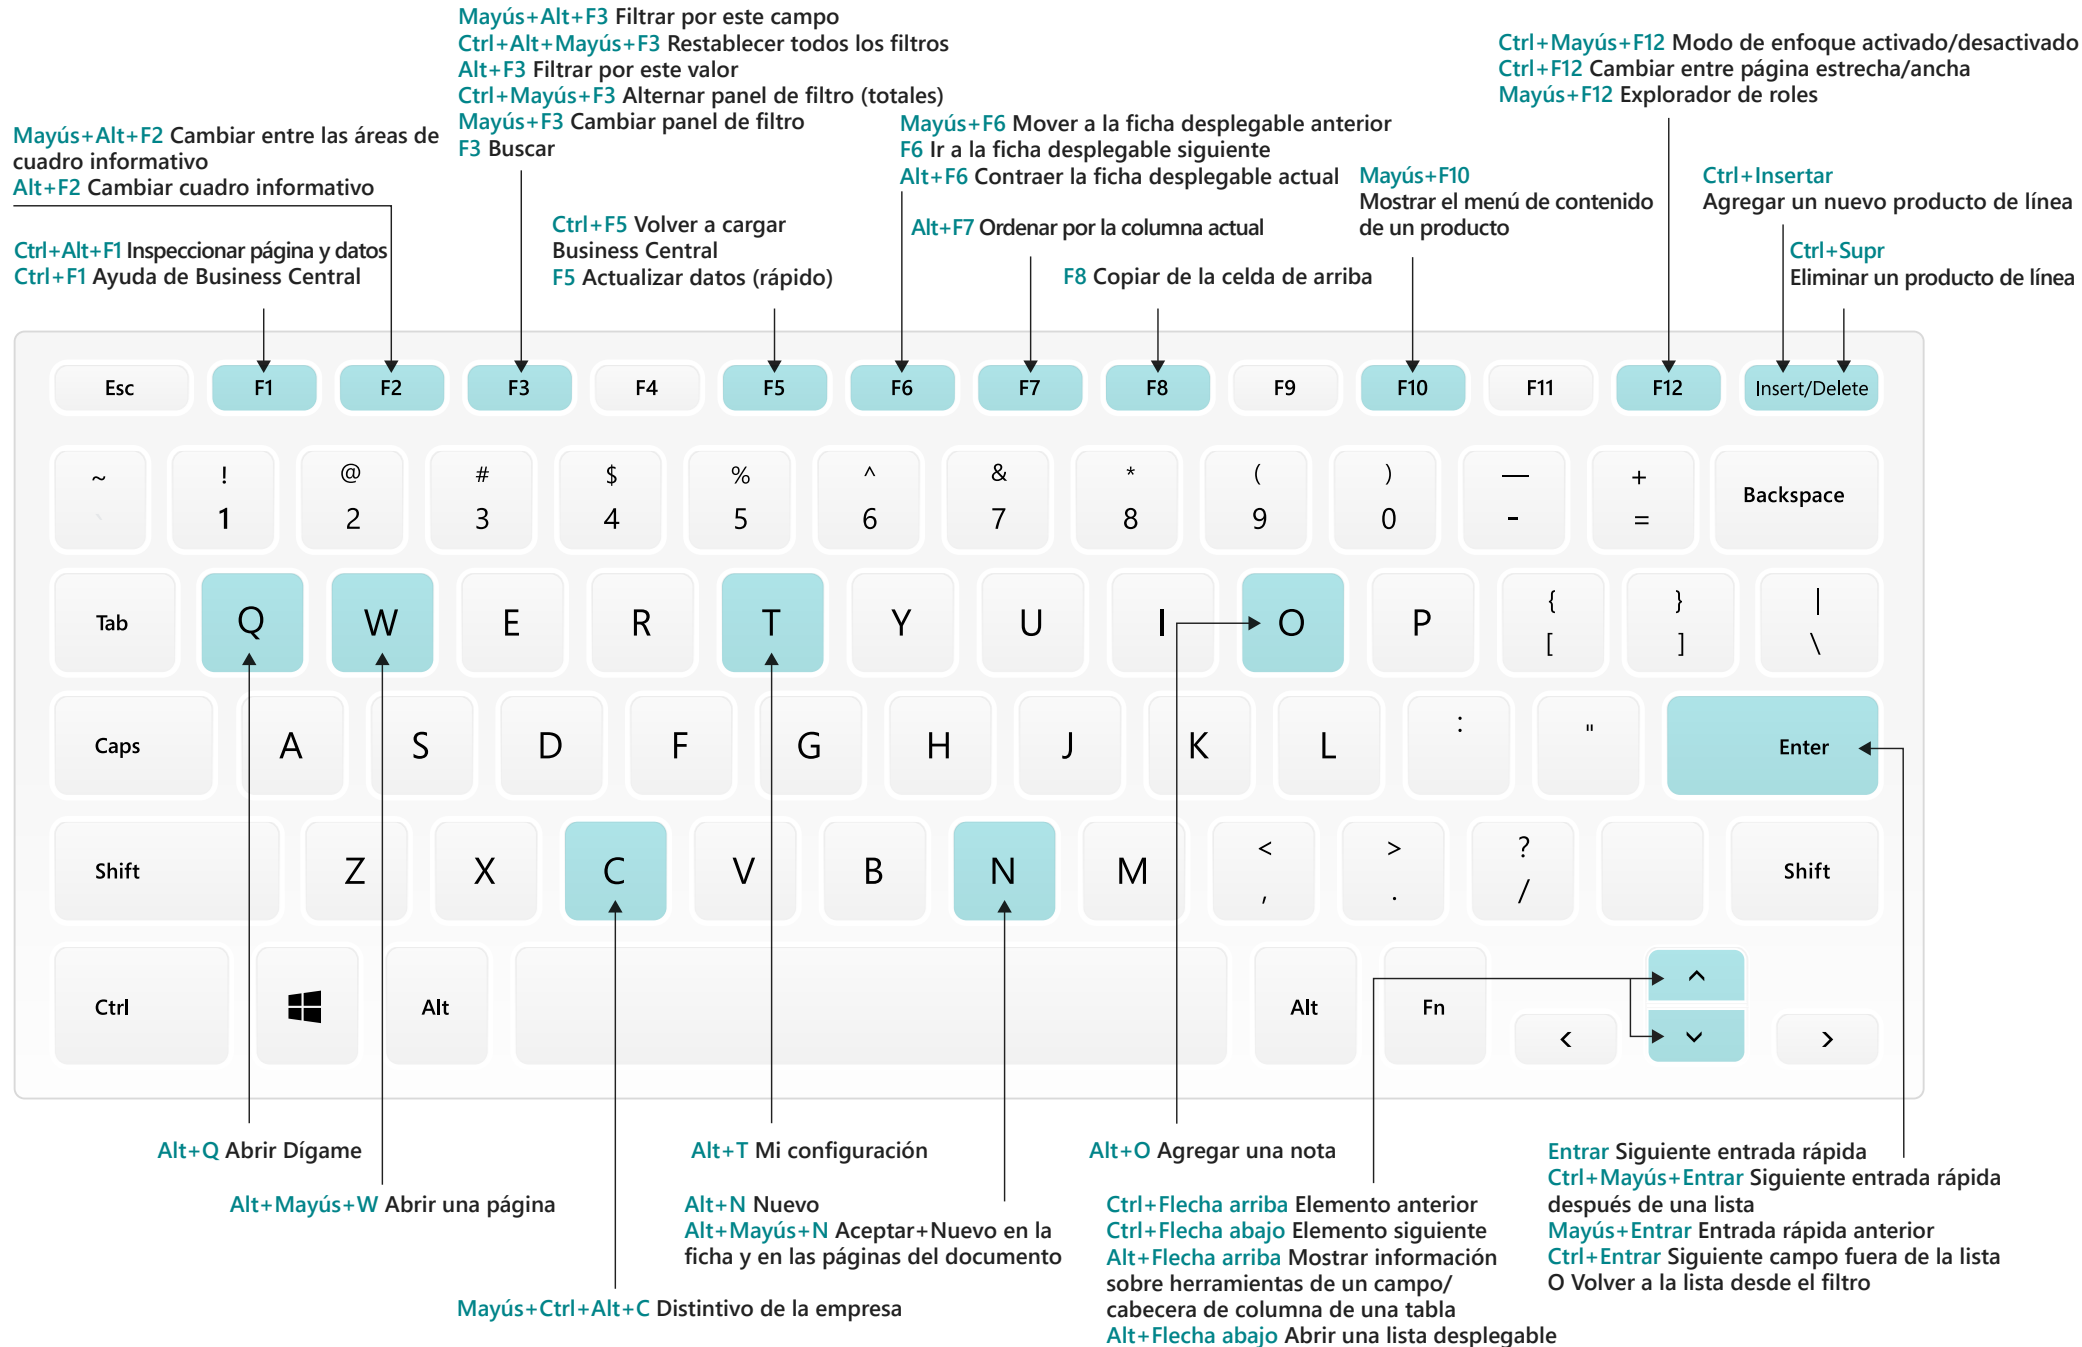 Mayús+Alt+F3 Filtrar por este campo
Ctrl+Alt+Mayús+F3 Restablecer todos los filtros
Alt+F3 Filtrar por este valor
Ctrl+Mayús+F3 Alternar panel de filtro (totales)
Mayús+F3 Cambiar panel de filtro
F3 Buscar
Ctrl+Mayús+F12 Modo de enfoque activado/desactivado
Ctrl+F12 Cambiar entre página estrecha/ancha
Mayús+F12 Explorador de roles
Mayús+Alt+F2 Cambiar entre las áreas de
cuadro informativo
Alt+F2 Cambiar cuadro informativo
Mayús+F6 Mover a la ficha desplegable anterior
F6 Ir a la ficha desplegable siguiente
Alt+F6 Contraer la ficha desplegable actual
Mayús+F10
Mostrar el menú de contenido
de un producto
Ctrl+Insertar
Agregar un nuevo producto de línea
Ctrl+Alt+F1 Inspeccionar página y datos
Ctrl+F1 Ayuda de Business Central
Ctrl+F5 Volver a cargar
Business Central
F5 Actualizar datos (rápido)
Alt+F7 Ordenar por la columna actual
F8 Copiar de la celda de arriba
Ctrl+Supr
Eliminar un producto de línea
Esc F1 F2 F3 F4 F5 F6 F7 F8 F9 F10 F11 F12 Insert/Delete
~ ! @ # $ % ^ & * ( ) — +
` 1 2 3 4 5 6 7 8 9 0 - = Backspace
Tab Q W E R T Y U I O P { } |
[ ] \
Caps A S D F G H J K L : " Enter
Shift Z X C V B N M < > ? Shift
, . /
Ctrl Alt Alt Fn ^
< ⌄ >
Alt+Q Abrir Dígame
Alt+Mayús+W Abrir una página
Alt+T Mi configuración
Alt+N Nuevo
Alt+Mayús+N Aceptar+Nuevo en la
ficha y en las páginas del documento
Mayús+Ctrl+Alt+C Distintivo de la empresa
Alt+O Agregar una nota
Ctrl+Flecha arriba Elemento anterior
Ctrl+Flecha abajo Elemento siguiente
Alt+Flecha arriba Mostrar información
sobre herramientas de un campo/
cabecera de columna de una tabla
Alt+Flecha abajo Abrir una lista desplegable
Entrar Siguiente entrada rápida
Ctrl+Mayús+Entrar Siguiente entrada rápida
después de una lista
Mayús+Entrar Entrada rápida anterior
Ctrl+Entrar Siguiente campo fuera de la lista
O Volver a la lista desde el filtro